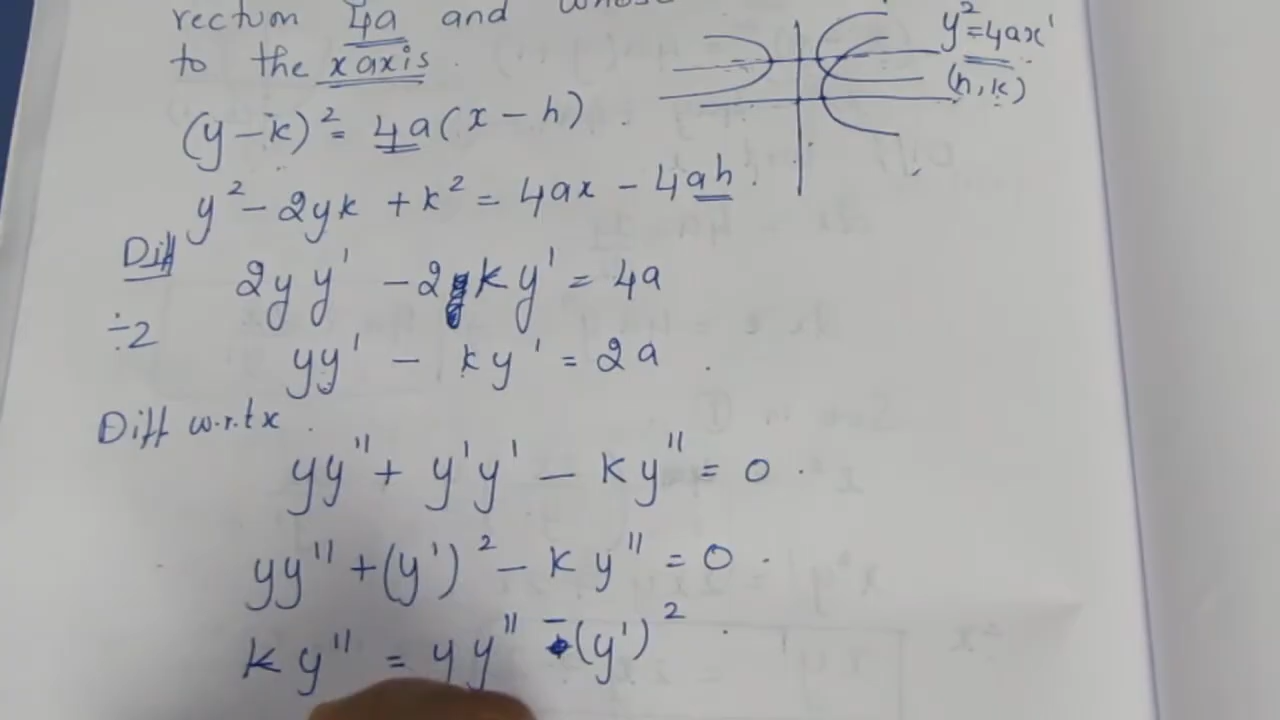 rectum 4a and whose
to the x axis.
y²=4ax'
(h,k)
(y-k)² = 4a(x-h).
y² - 2yk + k² = 4ax - 4ah.
Diff
2yy' - 2ky' = 4a
÷2
yy' - ky' = 2a.
Diff w.r.t x.
yy'' + y'y' - ky'' = 0.
yy'' + (y')² - ky'' = 0.
ky'' = yy'' - (y')².